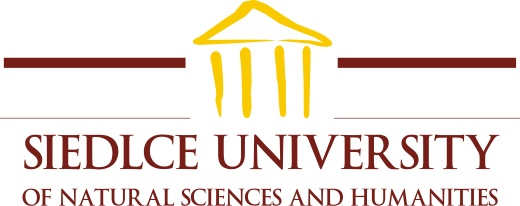 SIEDLCE UNIVERSITY
OF NATURAL SCIENCES AND HUMANITIES